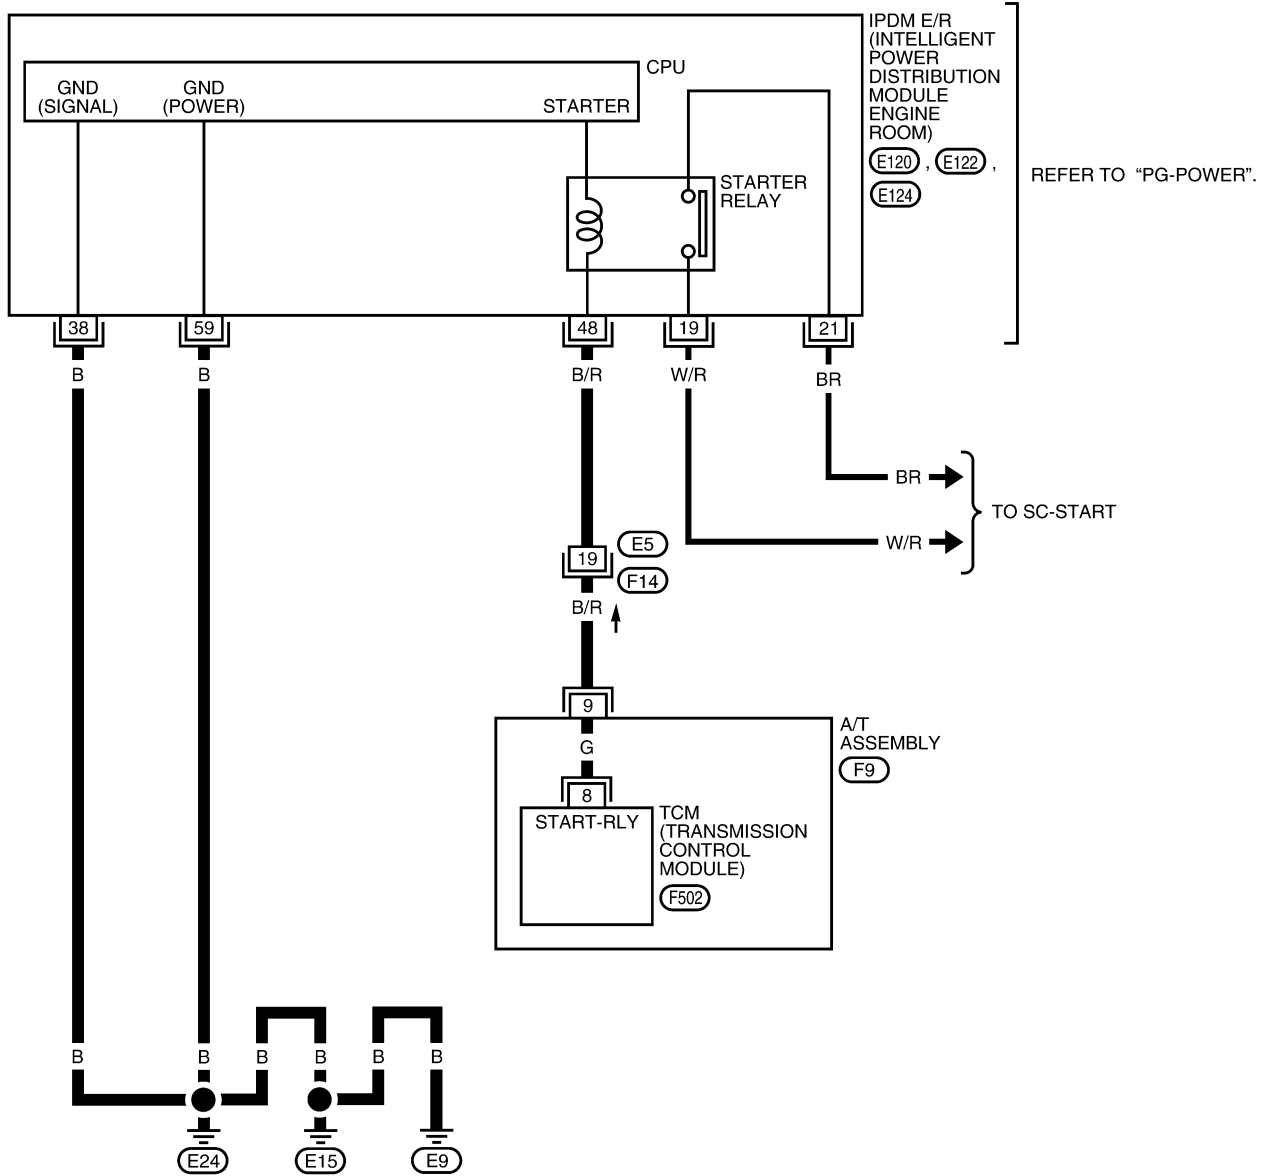 IPDM E/R
(INTELLIGENT
POWER
DISTRIBUTION
MODULE
ENGINE
ROOM)
E120 , E122 ,
E124
REFER TO "PG-POWER".
CPU
GND
(SIGNAL)
GND
(POWER)
STARTER
STARTER
RELAY
38
59
48
19
21
B
B
B/R
W/R
BR
BR
TO SC-START
W/R
19
E5
F14
B/R
9
A/T
ASSEMBLY
F9
G
8
START-RLY
TCM
(TRANSMISSION
CONTROL
MODULE)
F502
B
B
B
B
B
B
E24
E15
E9